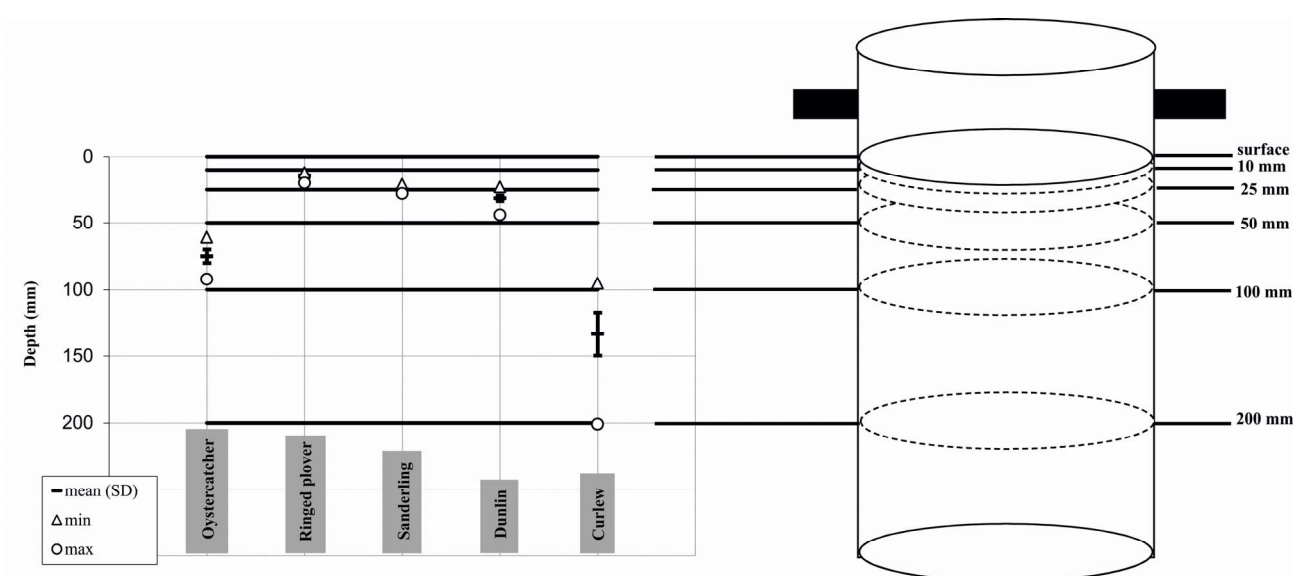 0
50
100
150
200
Depth (mm)
Oystercatcher
Ringed plover
Sanderling
Dunlin
Curlew
mean (SD)
min
max
surface
10 mm
25 mm
50 mm
100 mm
200 mm